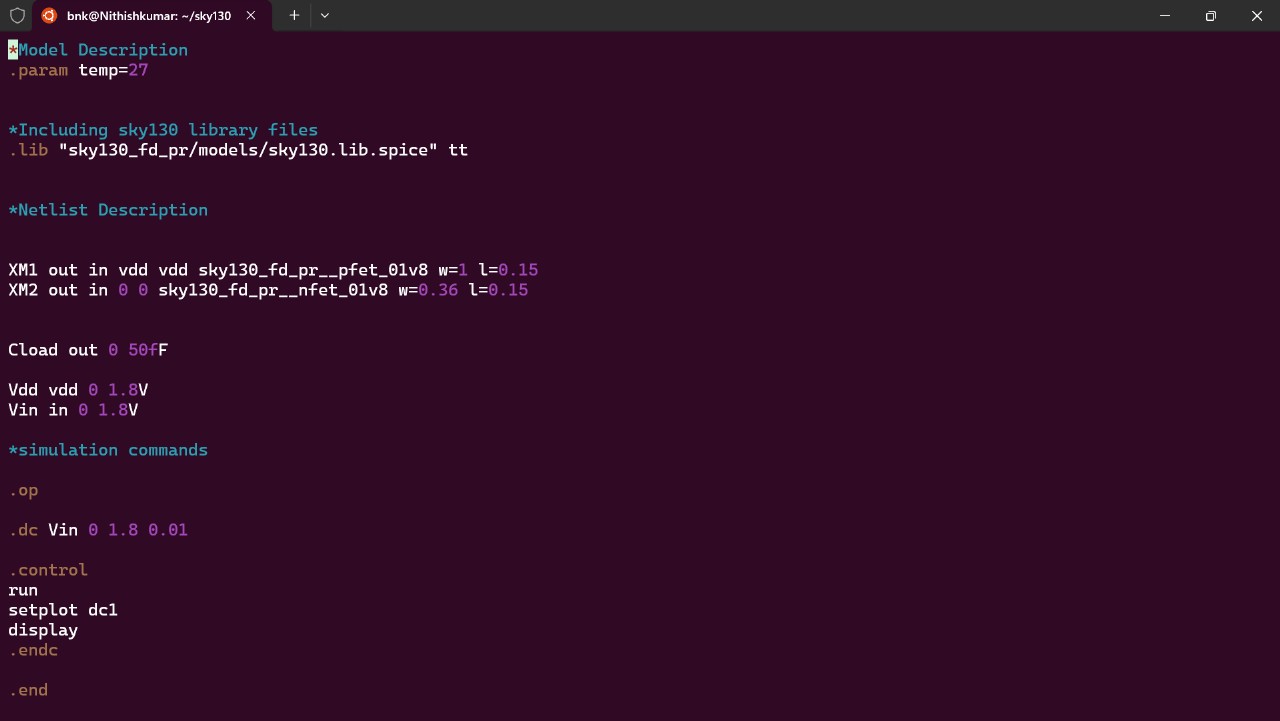 bnk@Nithishkumar: ~/sky130
*Model Description
.param temp=27
*Including sky130 library files
.lib "sky130_fd_pr/models/sky130.lib.spice" tt
*Netlist Description
XM1 out in vdd vdd sky130_fd_pr__pfet_01v8 w=1 l=0.15
XM2 out in 0 0 sky130_fd_pr__nfet_01v8 w=0.36 l=0.15
Cload out 0 50fF
Vdd vdd 0 1.8V
Vin in 0 1.8V
*simulation commands
.op
.dc Vin 0 1.8 0.01
.control
run
setplot dc1
display
.endc
.end